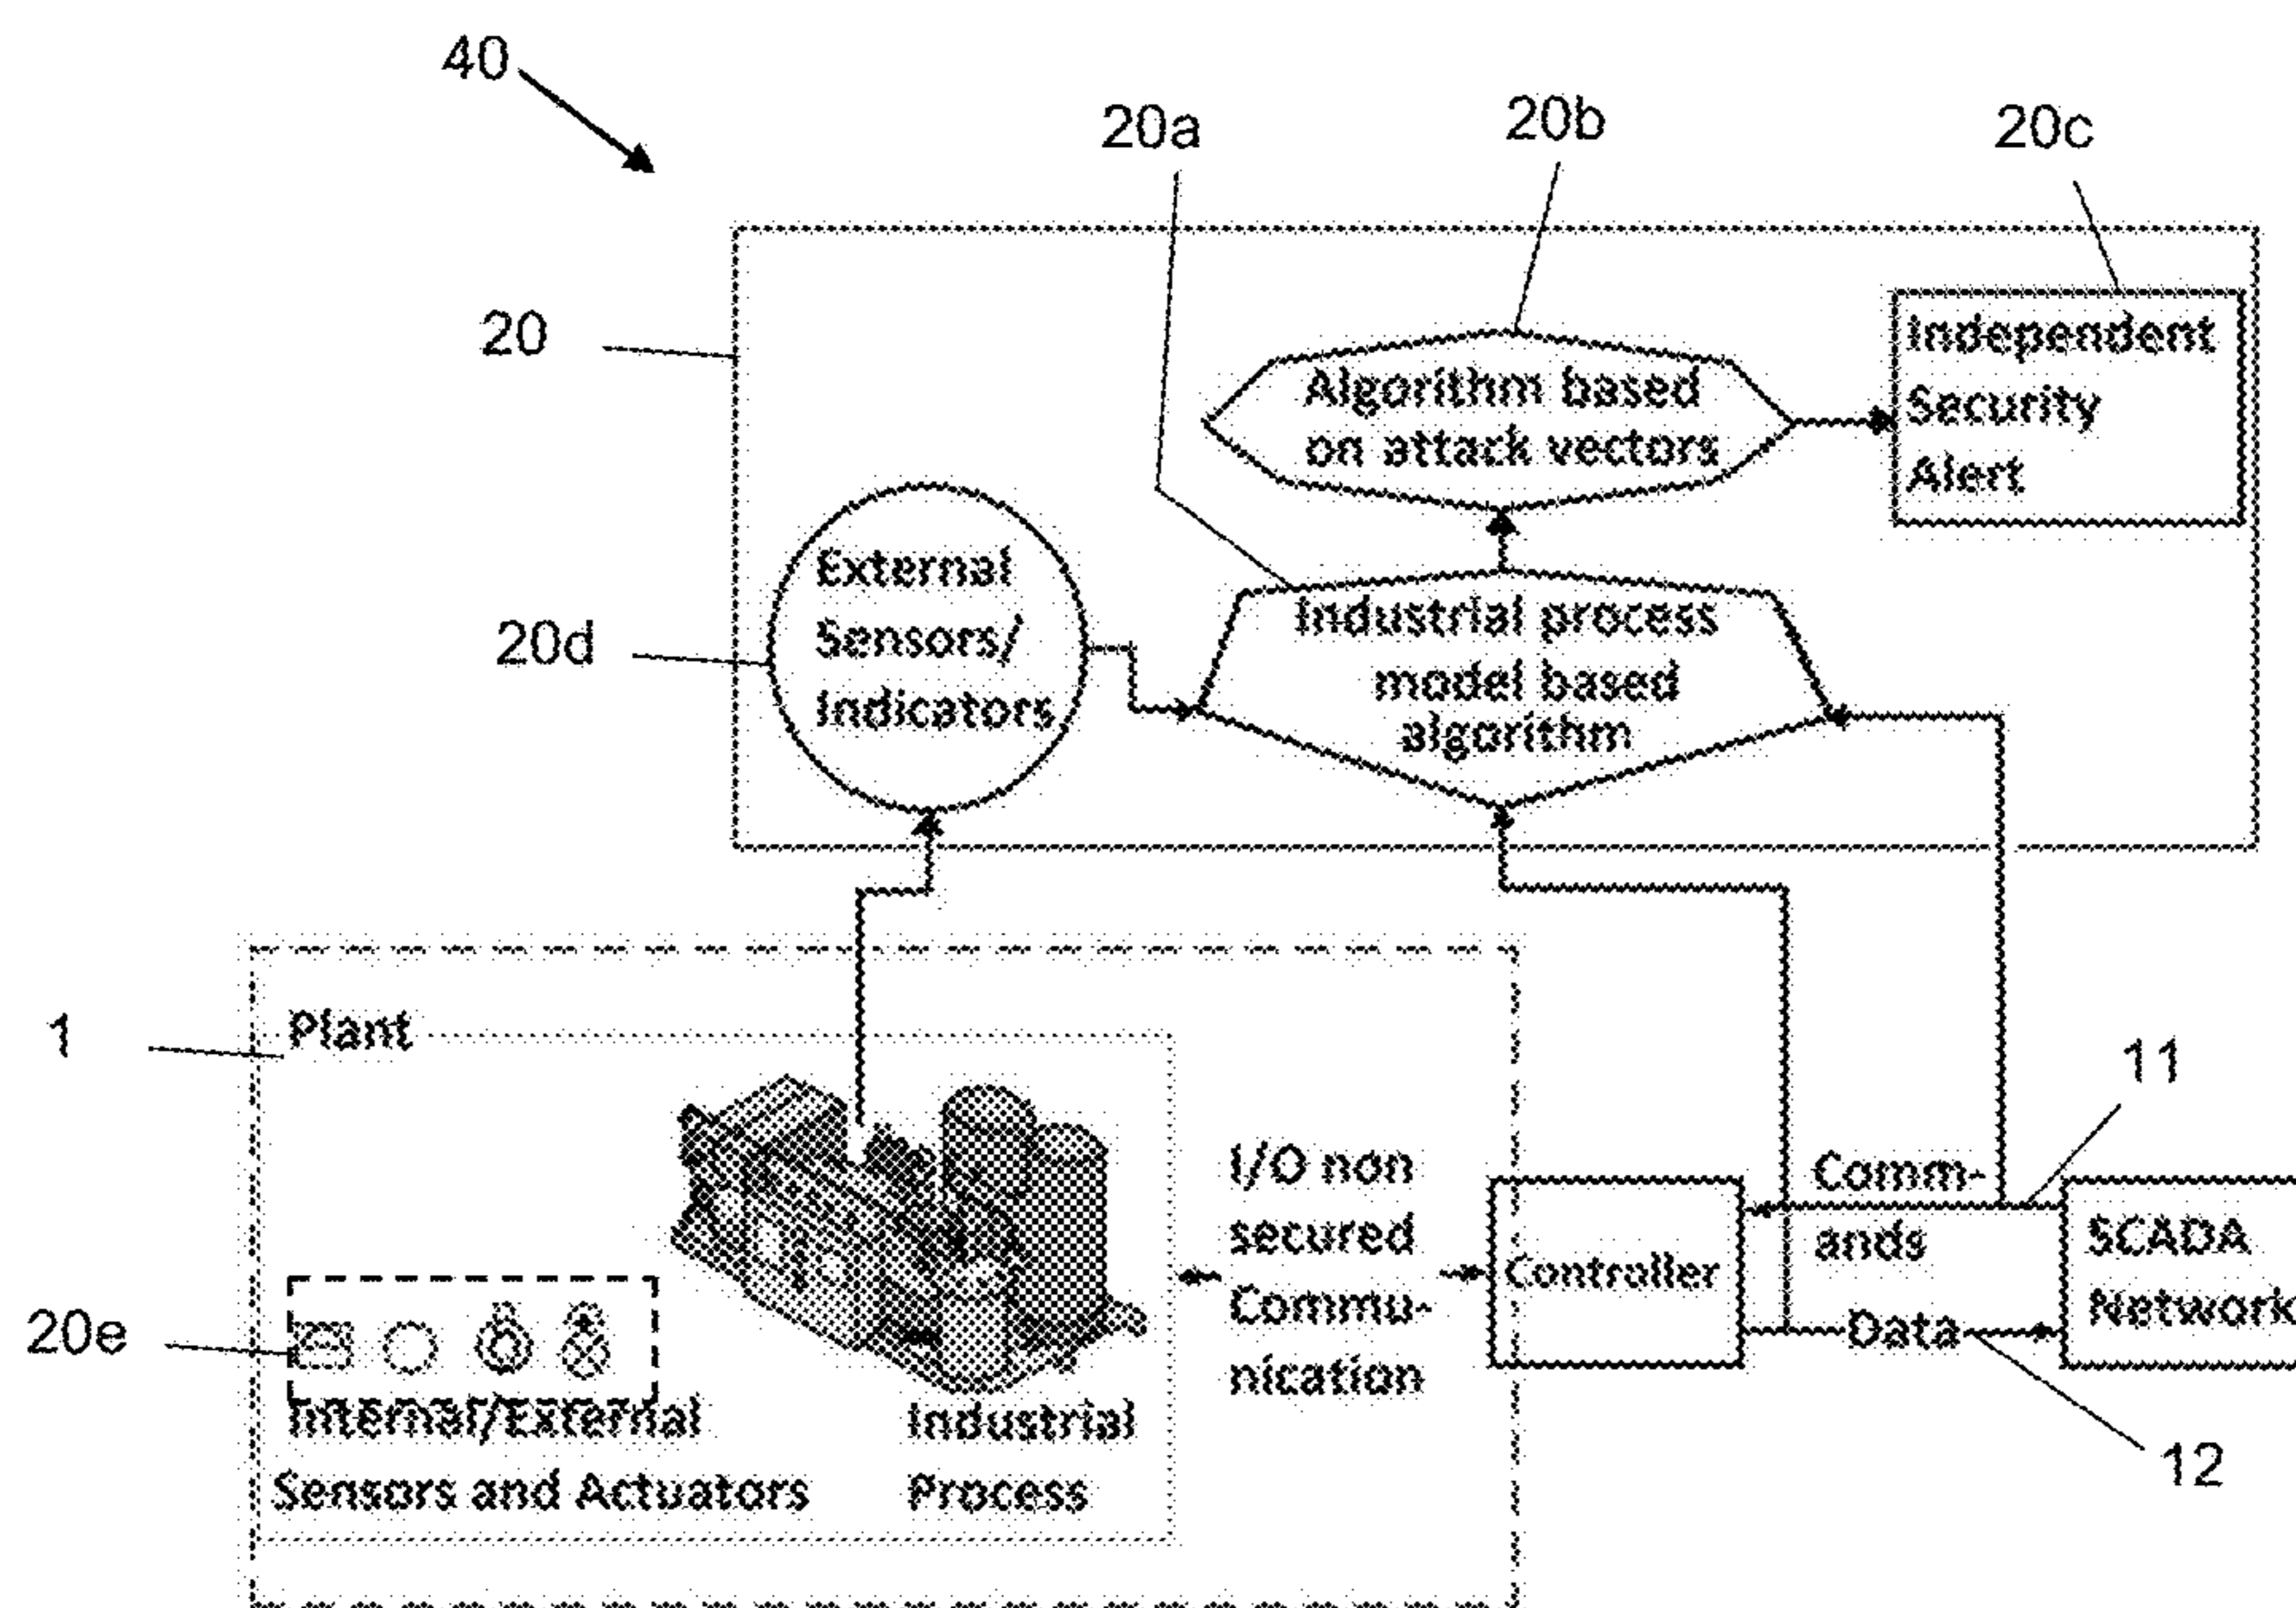 40
20a
20b
20c
20
Algorithm based
on attack vectors
Independent
Security
Alert
External
Sensors/
Indicators
20d
Industrial process
model based
algorithm
1
Plant
11
I/O non
secured
Commu-
nication
Controller
Comm-
ands
Data
SCADA
Network
20e
Internal/External
Sensors and Actuators
Industrial
Process
12